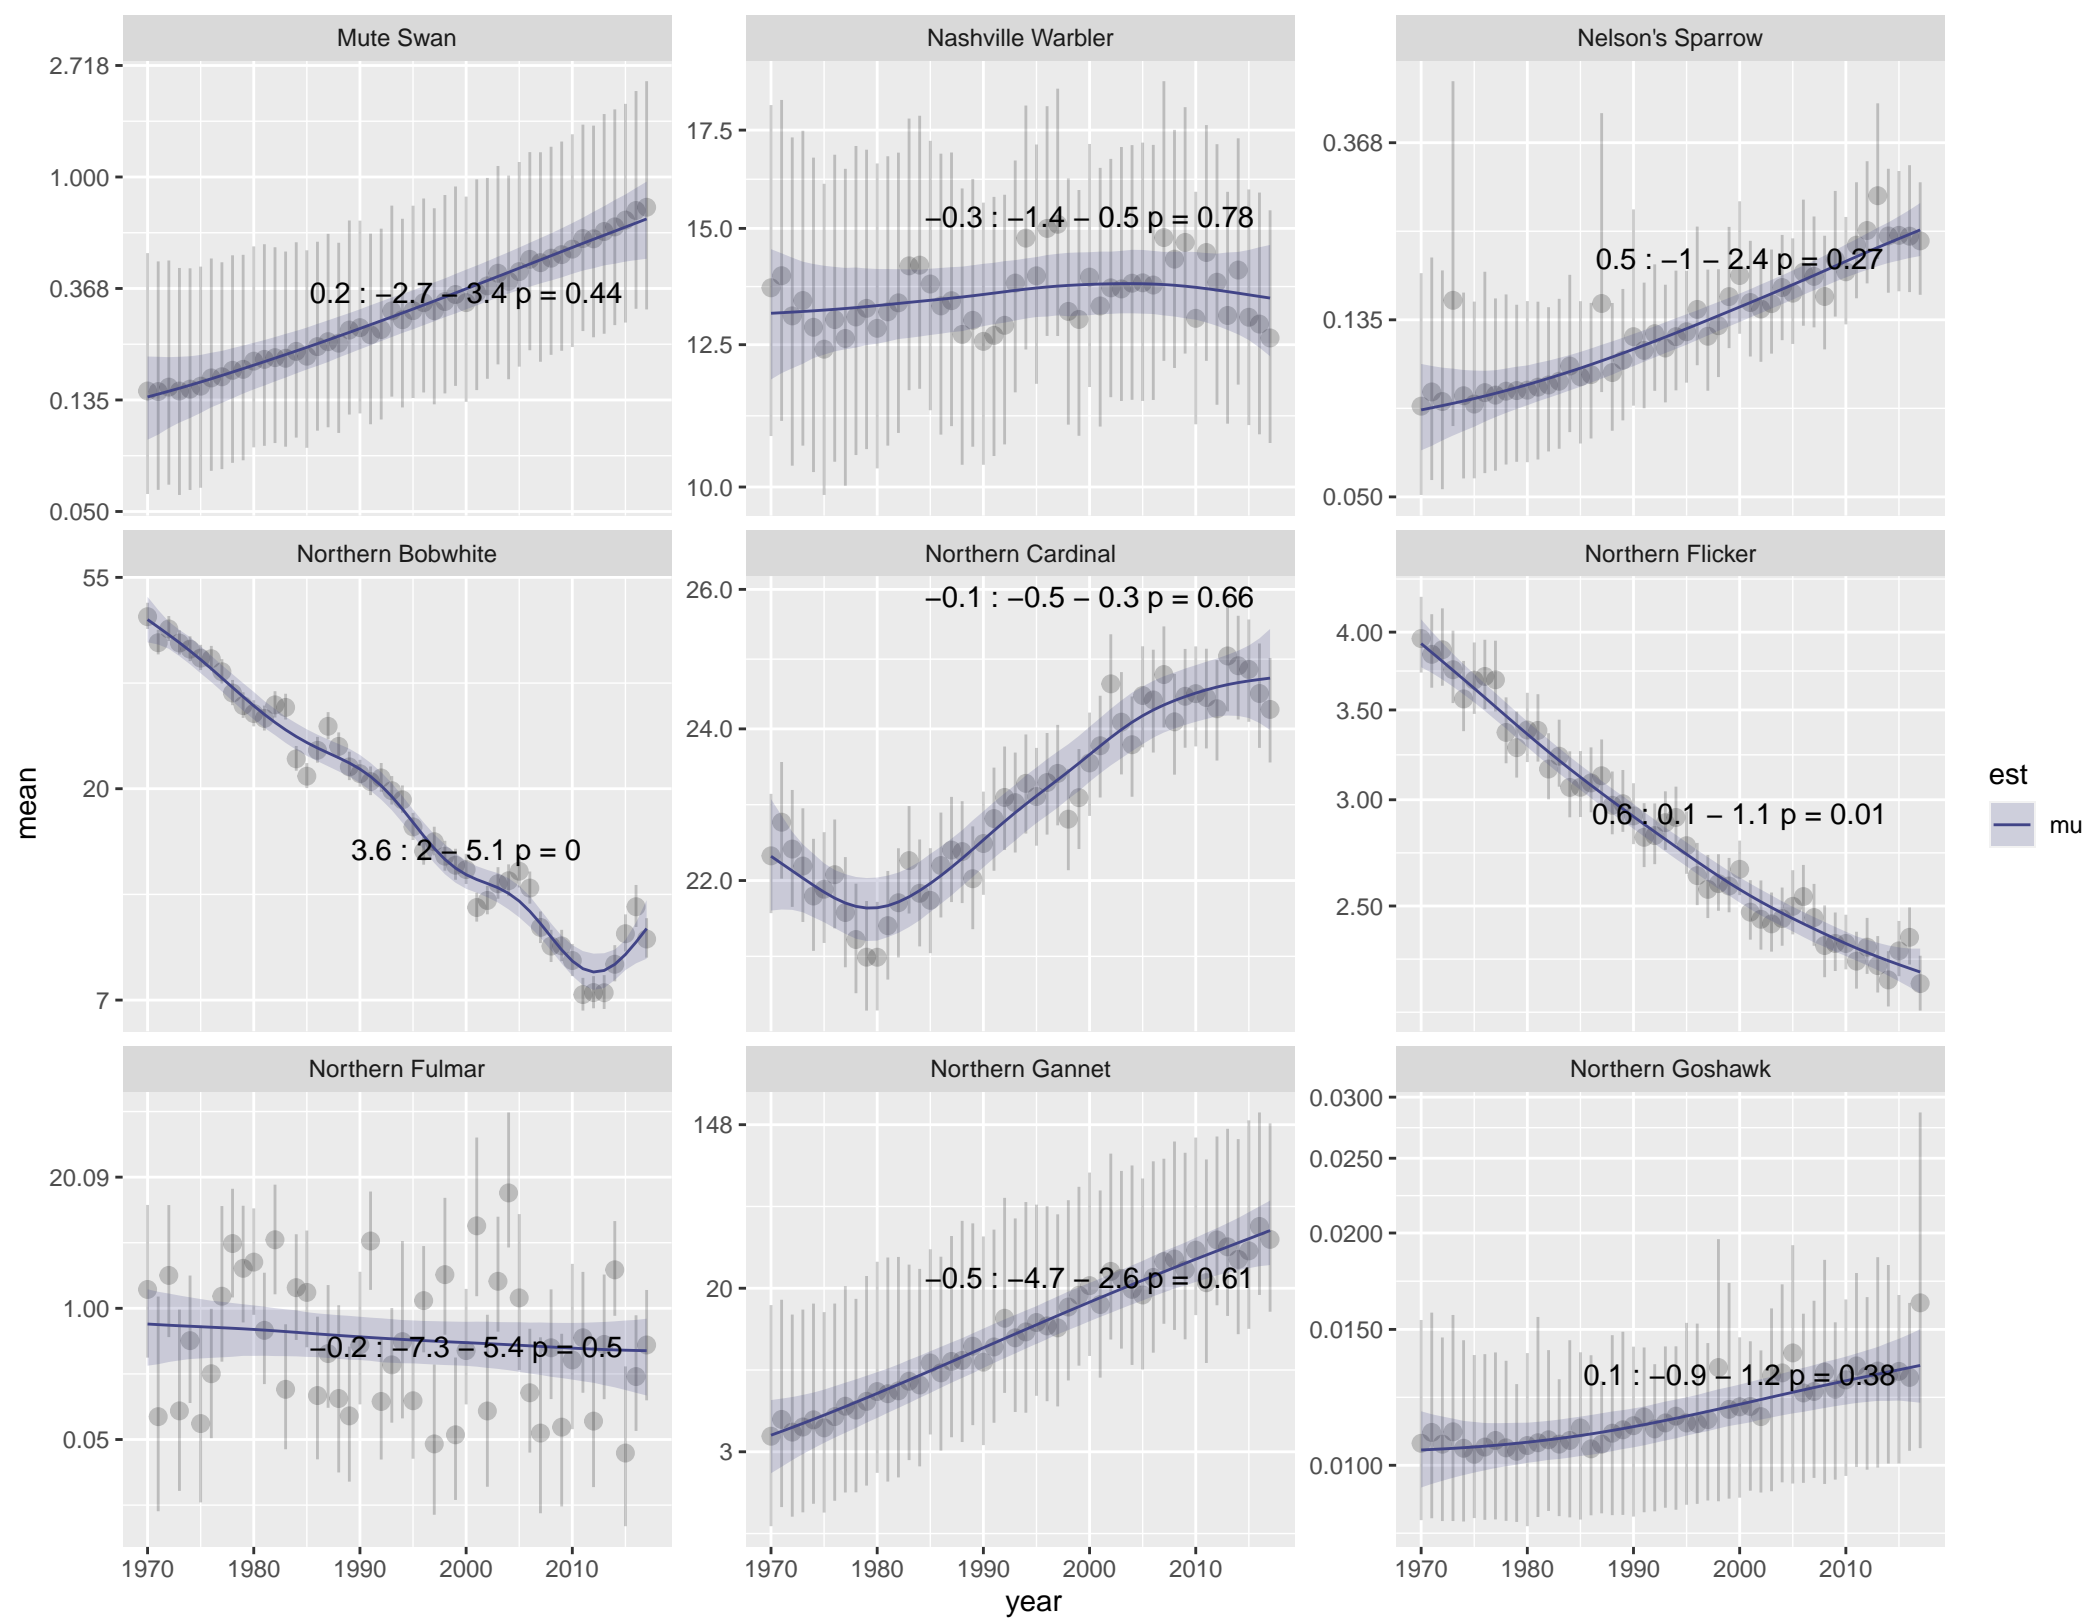 Mute Swan
Nashville Warbler
Nelson's Sparrow
2.718
1.000
0.368
0.135
0.050
0.2 : −2.7 − 3.4 p = 0.44
17.5
15.0
12.5
10.0
−0.3 : −1.4 − 0.5 p = 0.78
0.368
0.135
0.050
0.5 : −1 − 2.4 p = 0.27
Northern Bobwhite
Northern Cardinal
Northern Flicker
55
20
7
3.6 : 2 − 5.1 p = 0
26.0
24.0
22.0
−0.1 : −0.5 − 0.3 p = 0.66
4.00
3.50
3.00
2.50
0.6 : 0.1 − 1.1 p = 0.01
mean
est
mu
Northern Fulmar
Northern Gannet
Northern Goshawk
20.09
1.00
0.05
−0.2 : −7.3 − 5.4 p = 0.5
148
20
3
−0.5 : −4.7 − 2.6 p = 0.61
0.0300
0.0250
0.0200
0.0150
0.0100
0.1 : −0.9 − 1.2 p = 0.38
1970 1980 1990 2000 2010
1970 1980 1990 2000 2010
1970 1980 1990 2000 2010
year